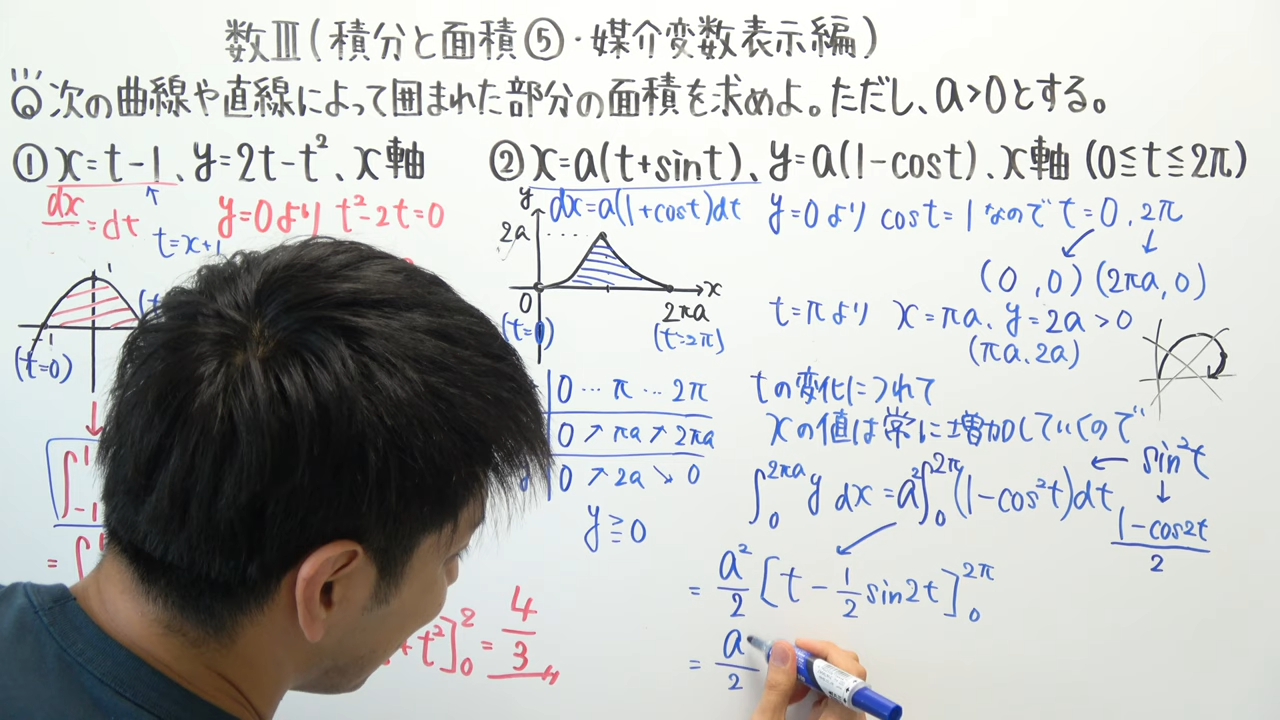 数Ⅲ(積分と面積⑤・媒介変数表示編)
Q 次の曲線や直線によって囲まれた部分の面積を求めよ。ただし、a>0とする。
① x=t-1、y=2t-t²、x軸
dx=dt
t=x+1
y=0より t²-2t=0
1
-1
(t=0)
∫₋₁¹
=∫
+t²]₀²=4/3
② x=a(t+sint)、y=a(1-cost)、x軸 (0≦t≦2π)
dx=a(1+cost)dt
y
2a
x
0
2πa
(t=0)
(t=2π)
0 … π … 2π
0 ↗ πa ↗ 2πa
0 ↗ 2a ↘ 0
y≧0
y=0より cost=1なので t=0,2π
(0,0) (2πa,0)
t=πより x=πa、y=2a>0
(πa,2a)
tの変化につれて
xの値は常に増加していくので
∫₀^{2πa} y dx=a²∫₀^{2π}(1-cos²t)dt ← sin²t
(1-cos2t)/2
=a²/2[t-1/2 sin2t]₀^{2π}
=a/2